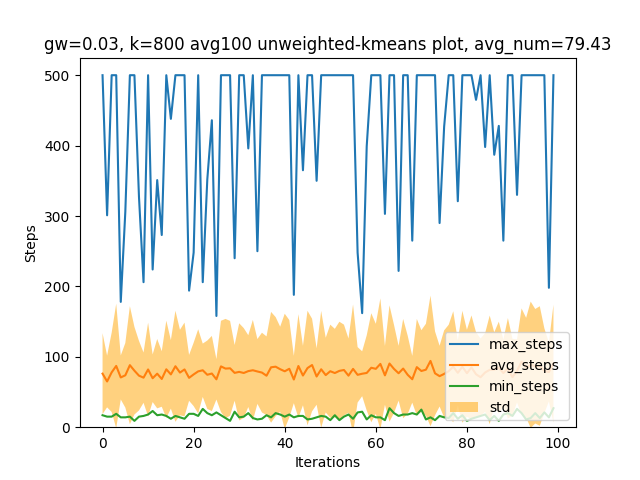 gw=0.03, k=800 avg100 unweighted-kmeans plot, avg_num=79.43
500
400
300
200
100
0
Steps
max_steps
avg_steps
min_steps
std
0 20 40 60 80 100
Iterations